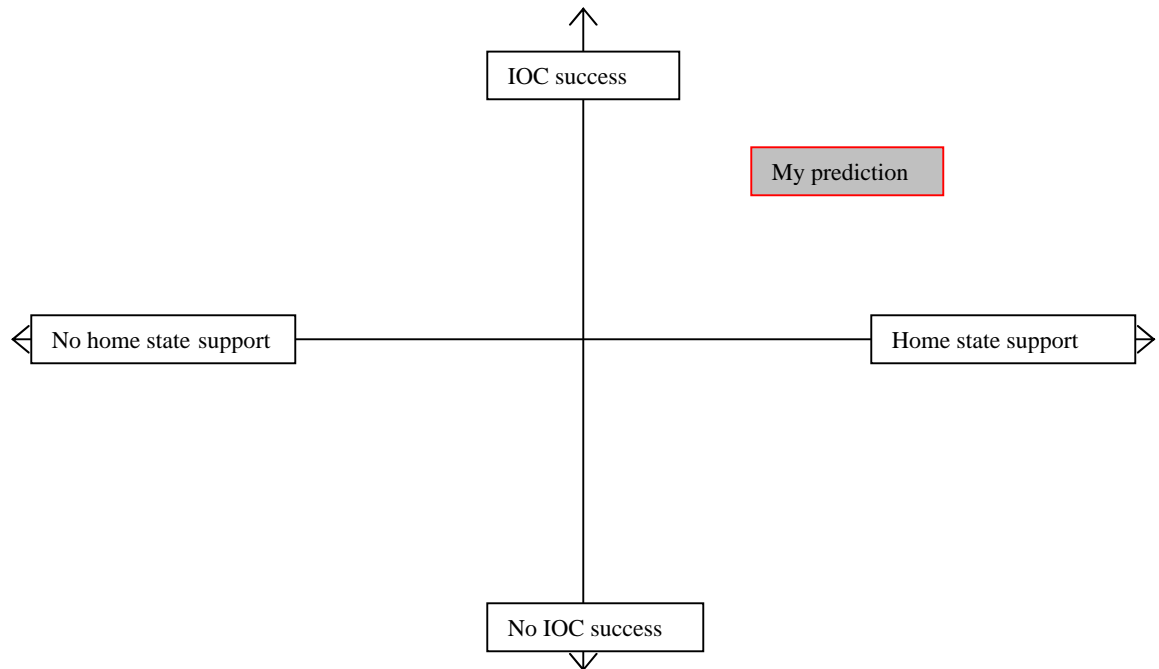 IOC success
My prediction
No home state support
Home state support
No IOC success